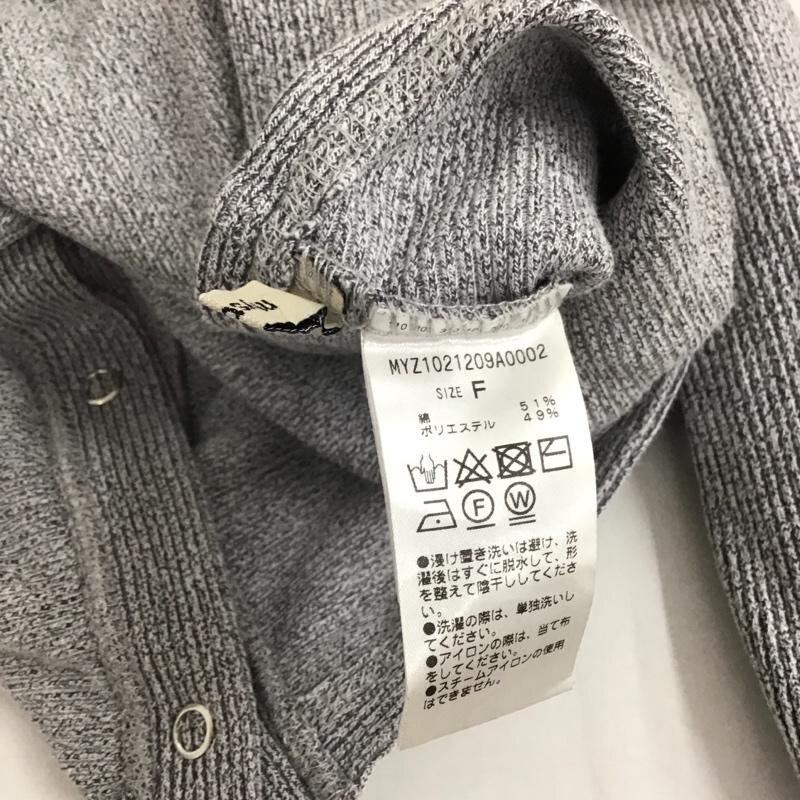 MYZ1021209A0002
SIZE F
綿 51%
ポリエステル 49%
F W
●浸け置き洗いは避け、洗
濯後はすぐに脱水して、形
を整えて陰干ししてくださ
い。
●洗濯の際は、単独洗いし
てください。
●アイロンの際は、当て布
をしてください。
●スチームアイロンの使用
はできません。